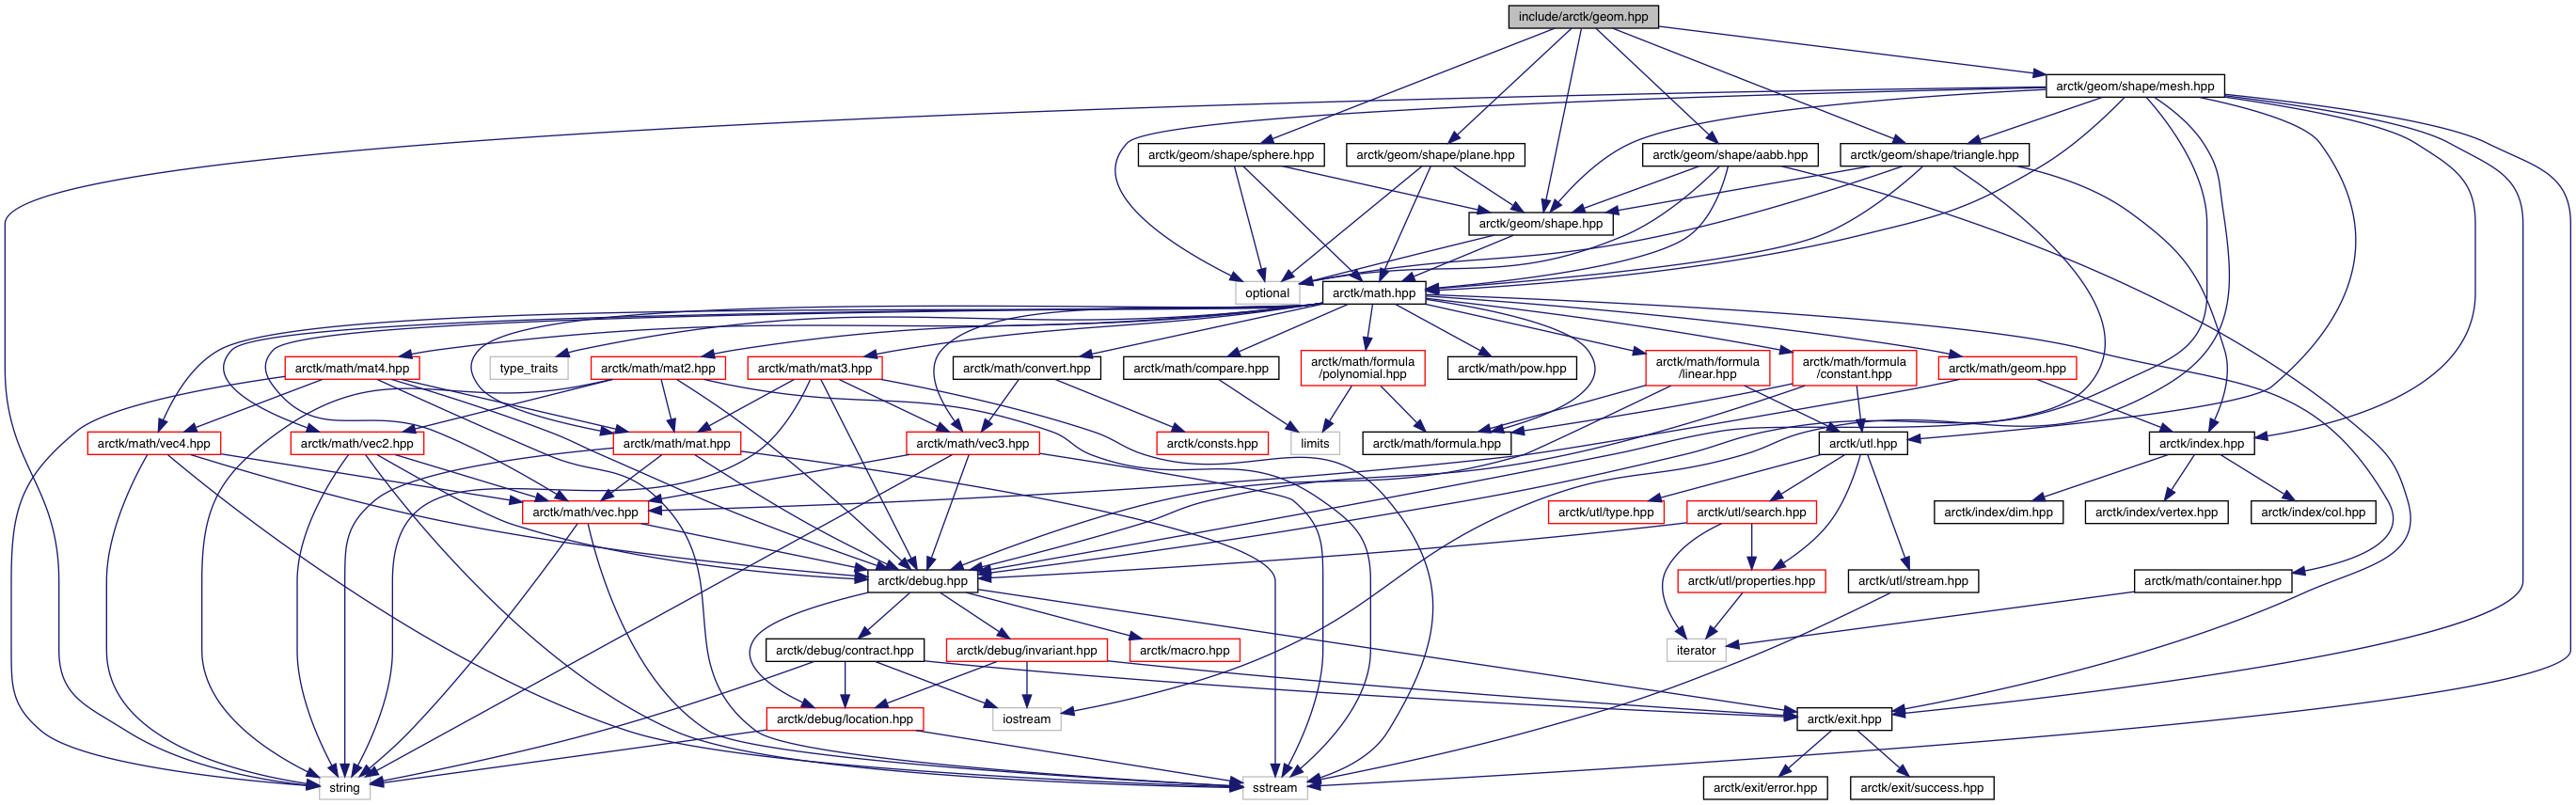 include/arctk/geom.hpp
arctk/geom/shape/mesh.hpp
arctk/geom/shape/sphere.hpp
arctk/geom/shape/plane.hpp
arctk/geom/shape/aabb.hpp
arctk/geom/shape/triangle.hpp
arctk/geom/shape.hpp
optional
arctk/math.hpp
arctk/math/mat4.hpp
type_traits
arctk/math/mat2.hpp
arctk/math/mat3.hpp
arctk/math/convert.hpp
arctk/math/compare.hpp
arctk/math/formula
/polynomial.hpp
arctk/math/pow.hpp
arctk/math/formula
/linear.hpp
arctk/math/formula
/constant.hpp
arctk/math/geom.hpp
arctk/math/vec4.hpp
arctk/math/vec2.hpp
arctk/math/mat.hpp
arctk/math/vec3.hpp
arctk/consts.hpp
limits
arctk/math/formula.hpp
arctk/utl.hpp
arctk/index.hpp
arctk/math/vec.hpp
arctk/utl/type.hpp
arctk/utl/search.hpp
arctk/index/dim.hpp
arctk/index/vertex.hpp
arctk/index/col.hpp
arctk/debug.hpp
arctk/utl/properties.hpp
arctk/utl/stream.hpp
arctk/math/container.hpp
arctk/debug/contract.hpp
arctk/debug/invariant.hpp
arctk/macro.hpp
iterator
arctk/debug/location.hpp
iostream
arctk/exit.hpp
string
sstream
arctk/exit/error.hpp
arctk/exit/success.hpp